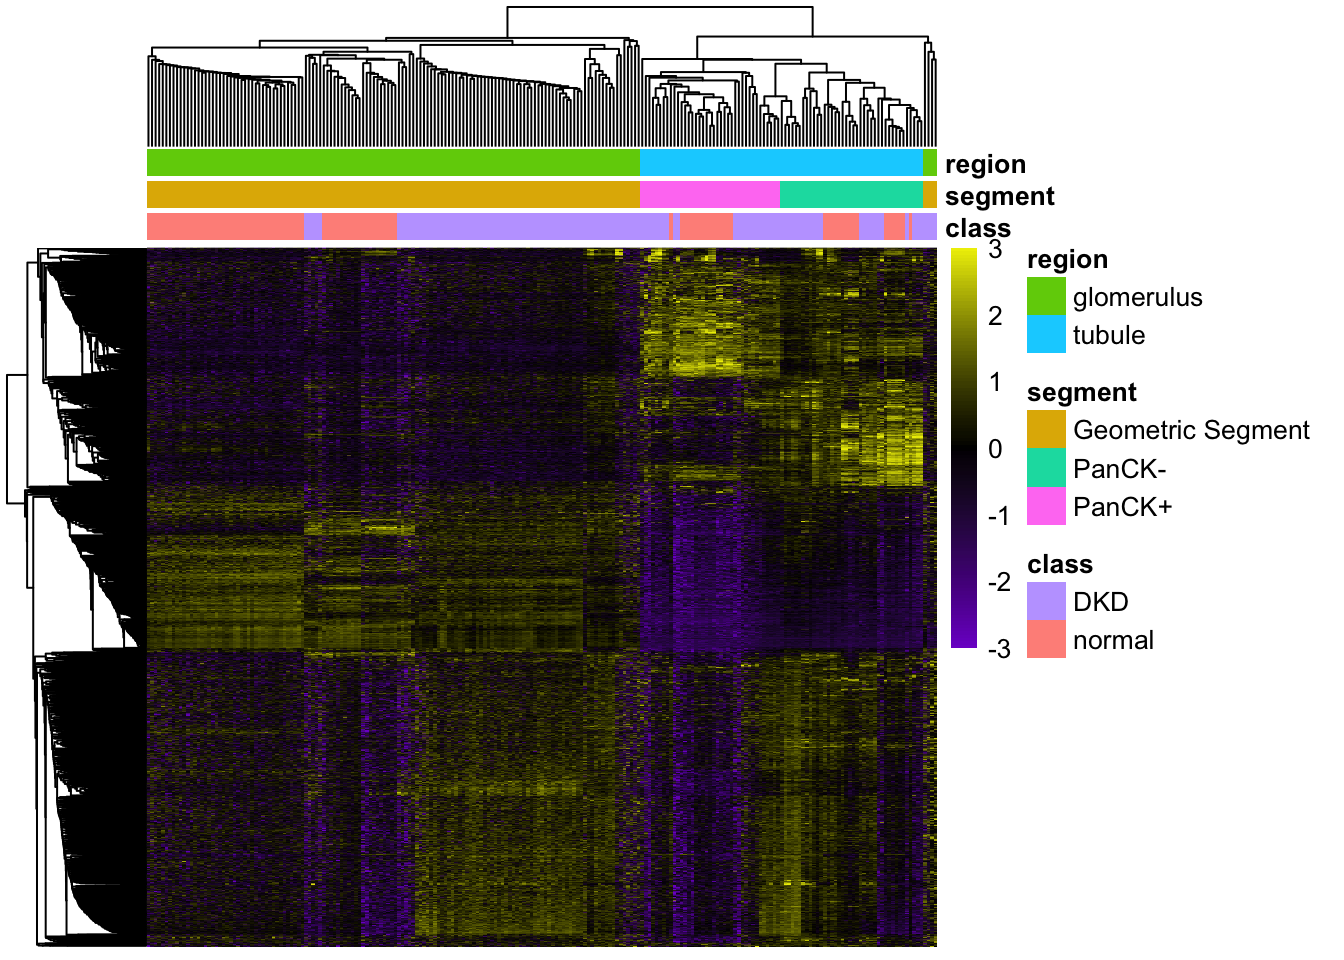 region
segment
class
3
2
1
0
-1
-2
-3
region
glomerulus
tubule
segment
Geometric Segment
PanCK-
PanCK+
class
DKD
normal